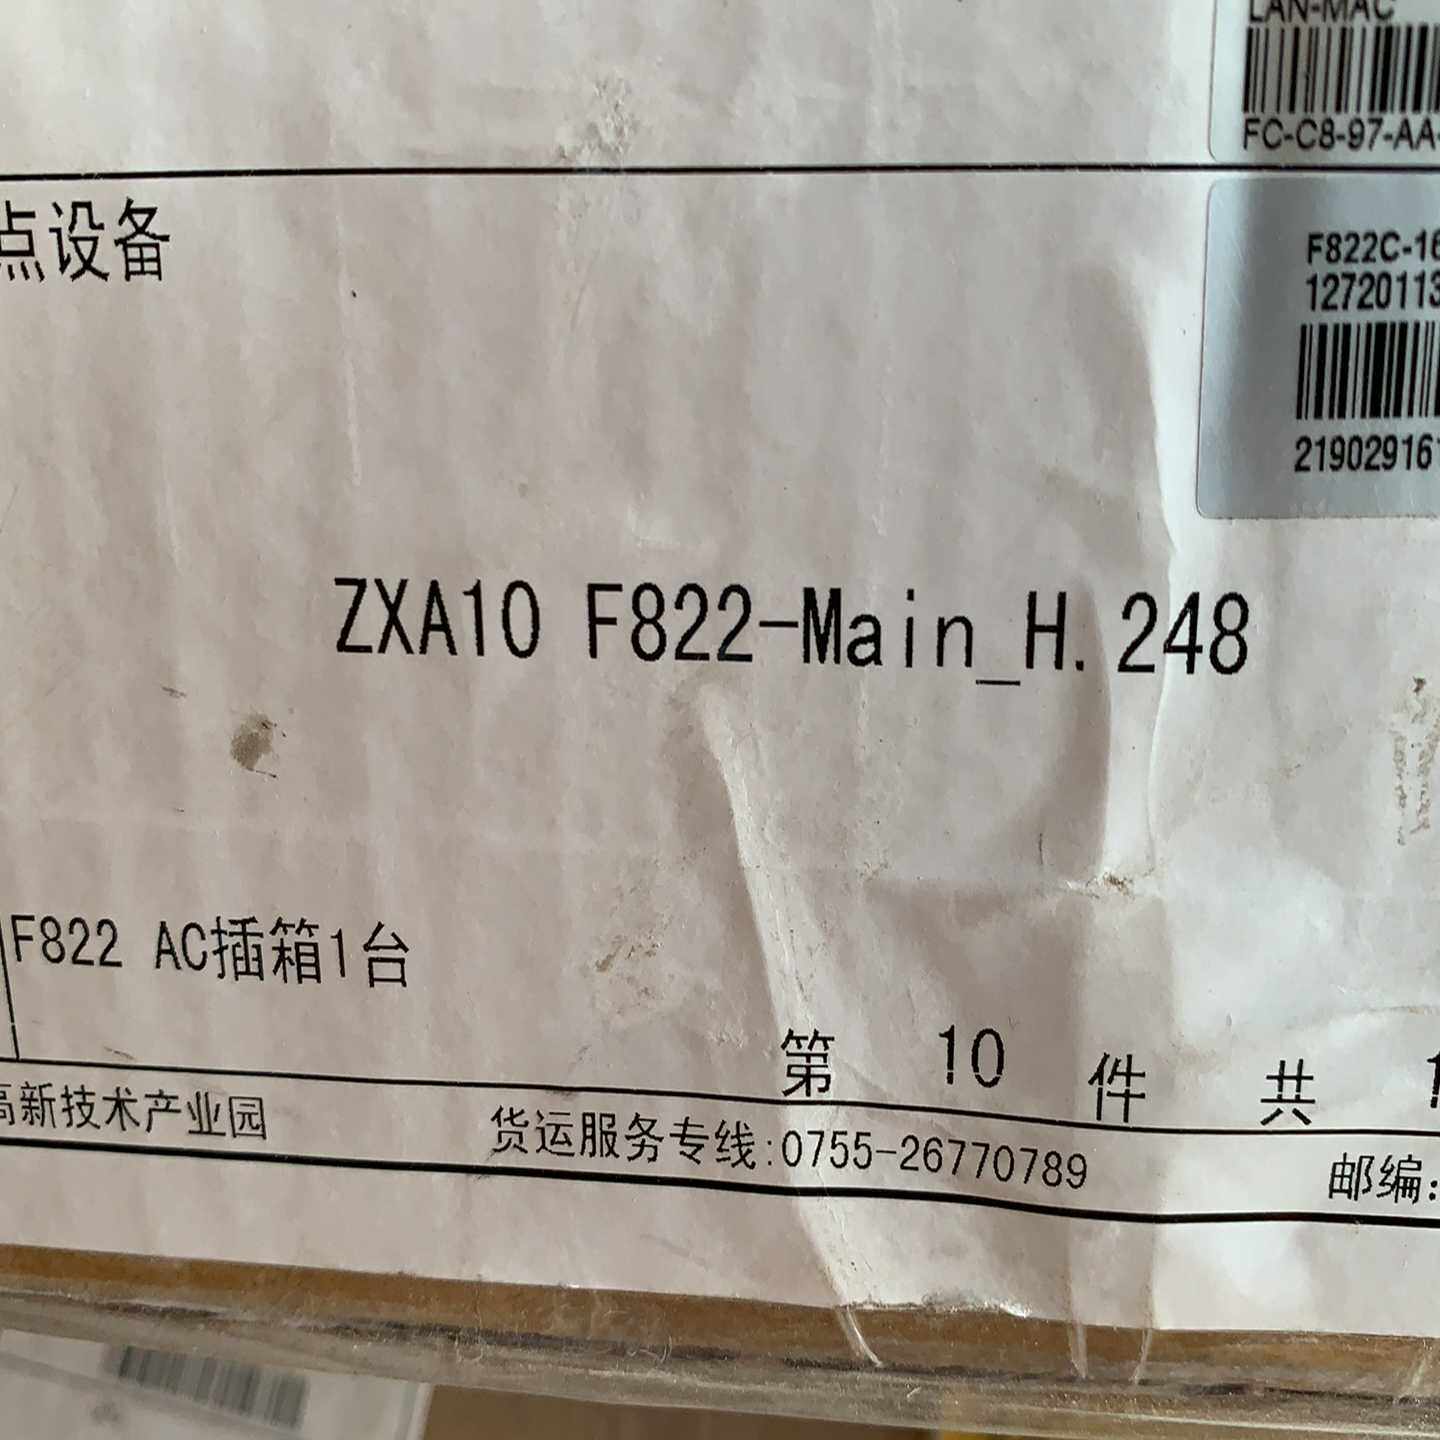 LAN-MAC
FC-C8-97-AA-
点设备
F822C-16
12720113
219029161
ZXA10 F822-Main_H.248
F822 AC插箱1台
第 10 件 共 1
高新技术产业园 货运服务专线:0755-26770789 邮编: